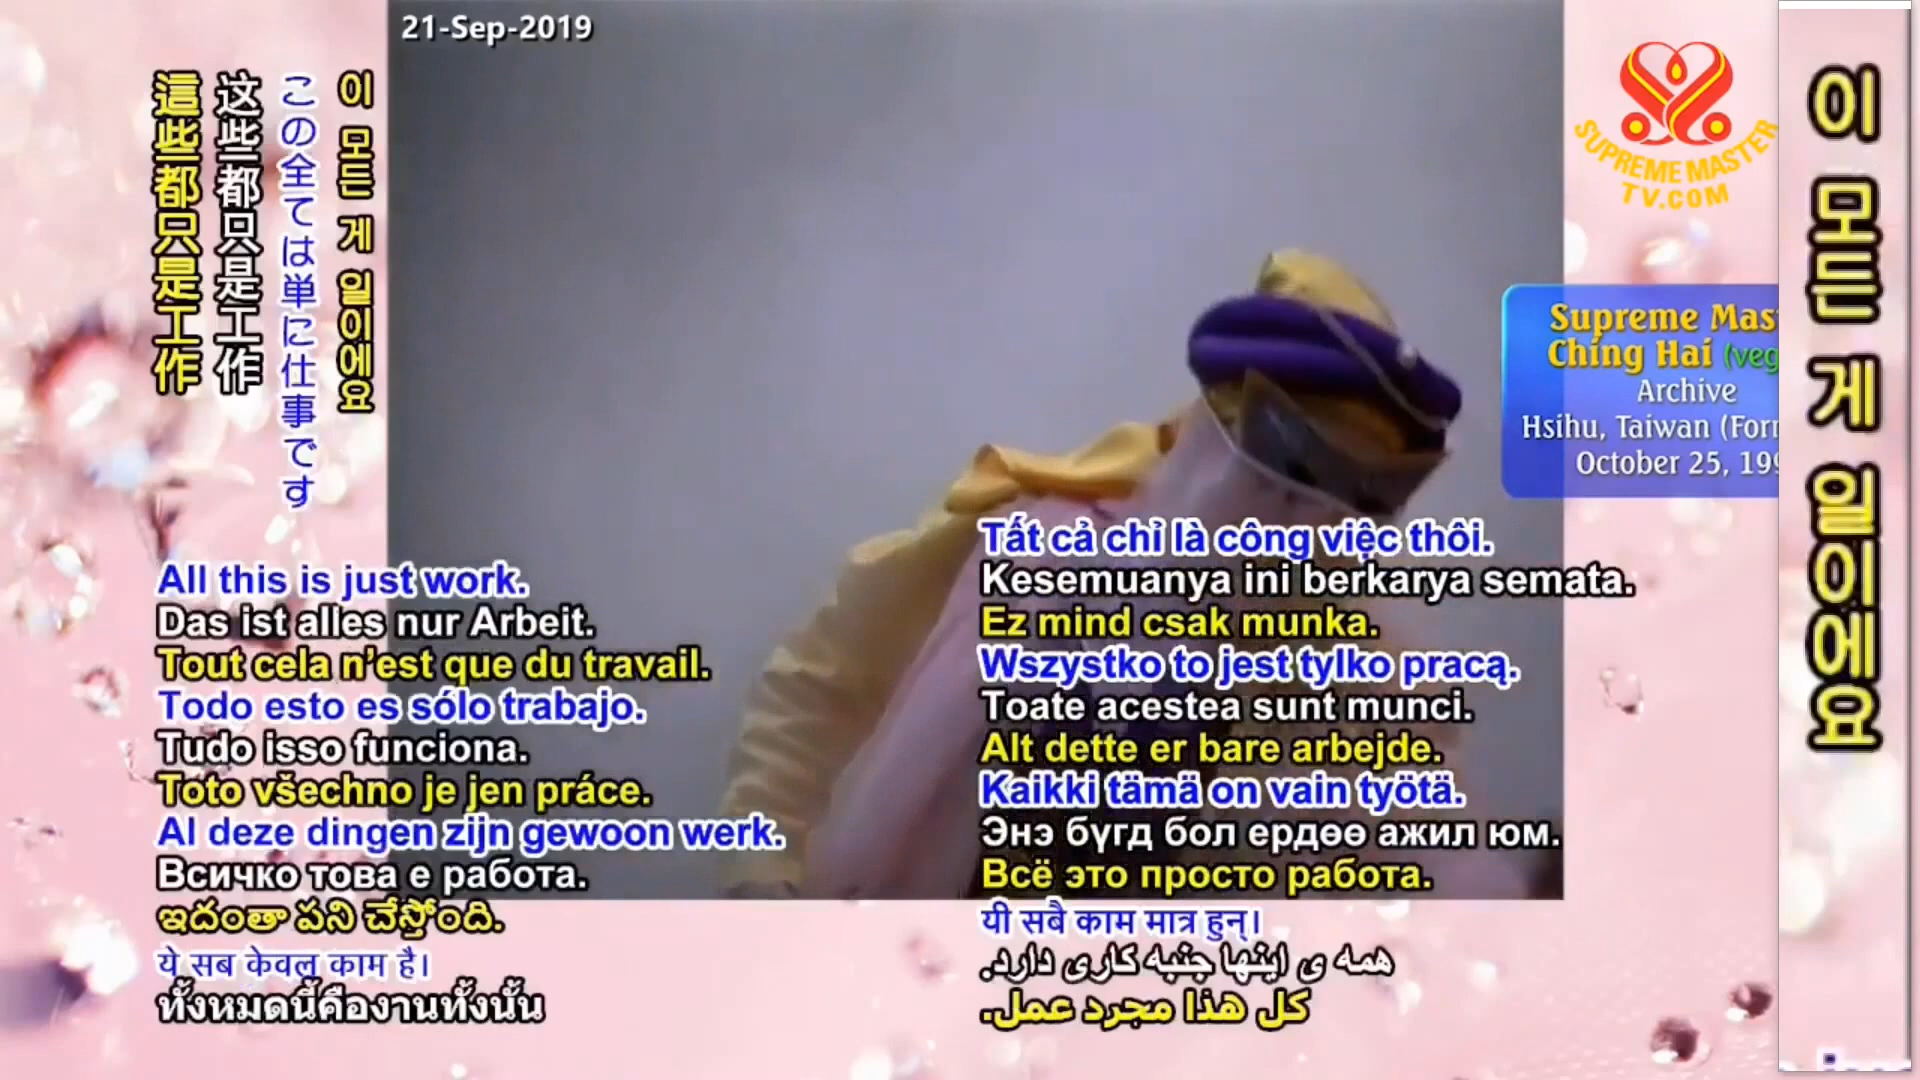 21-Sep-2019
SUPREME MASTER
TV.COM
이 모든 게 일이에요
この全ては単に仕事です
这些都只是工作
這些都只是工作
이 모든 게 일이에요
Supreme Mas
Ching Hai (veg
Archive
Hsihu, Taiwan (For
October 25, 199
All this is just work.
Das ist alles nur Arbeit.
Tout cela n’est que du travail.
Todo esto es sólo trabajo.
Tudo isso funciona.
Toto všechno je jen práce.
Al deze dingen zijn gewoon werk.
Всичко това е работа.
ఇదంతా పని చేస్తోంది.
ये सब केवल काम है।
ทั้งหมดนี้คืองานทั้งนั้น
Tất cả chỉ là công việc thôi.
Kesemuanya ini berkarya semata.
Ez mind csak munka.
Wszystko to jest tylko pracą.
Toate acestea sunt munci.
Alt dette er bare arbejde.
Kaikki tämä on vain työtä.
Энэ бүгд бол ердөө ажил юм.
Всё это просто работа.
यी सबै काम मात्र हुन्।
همه ی اینها جنبه کاری دارد.
كل هذا مجرد عمل.